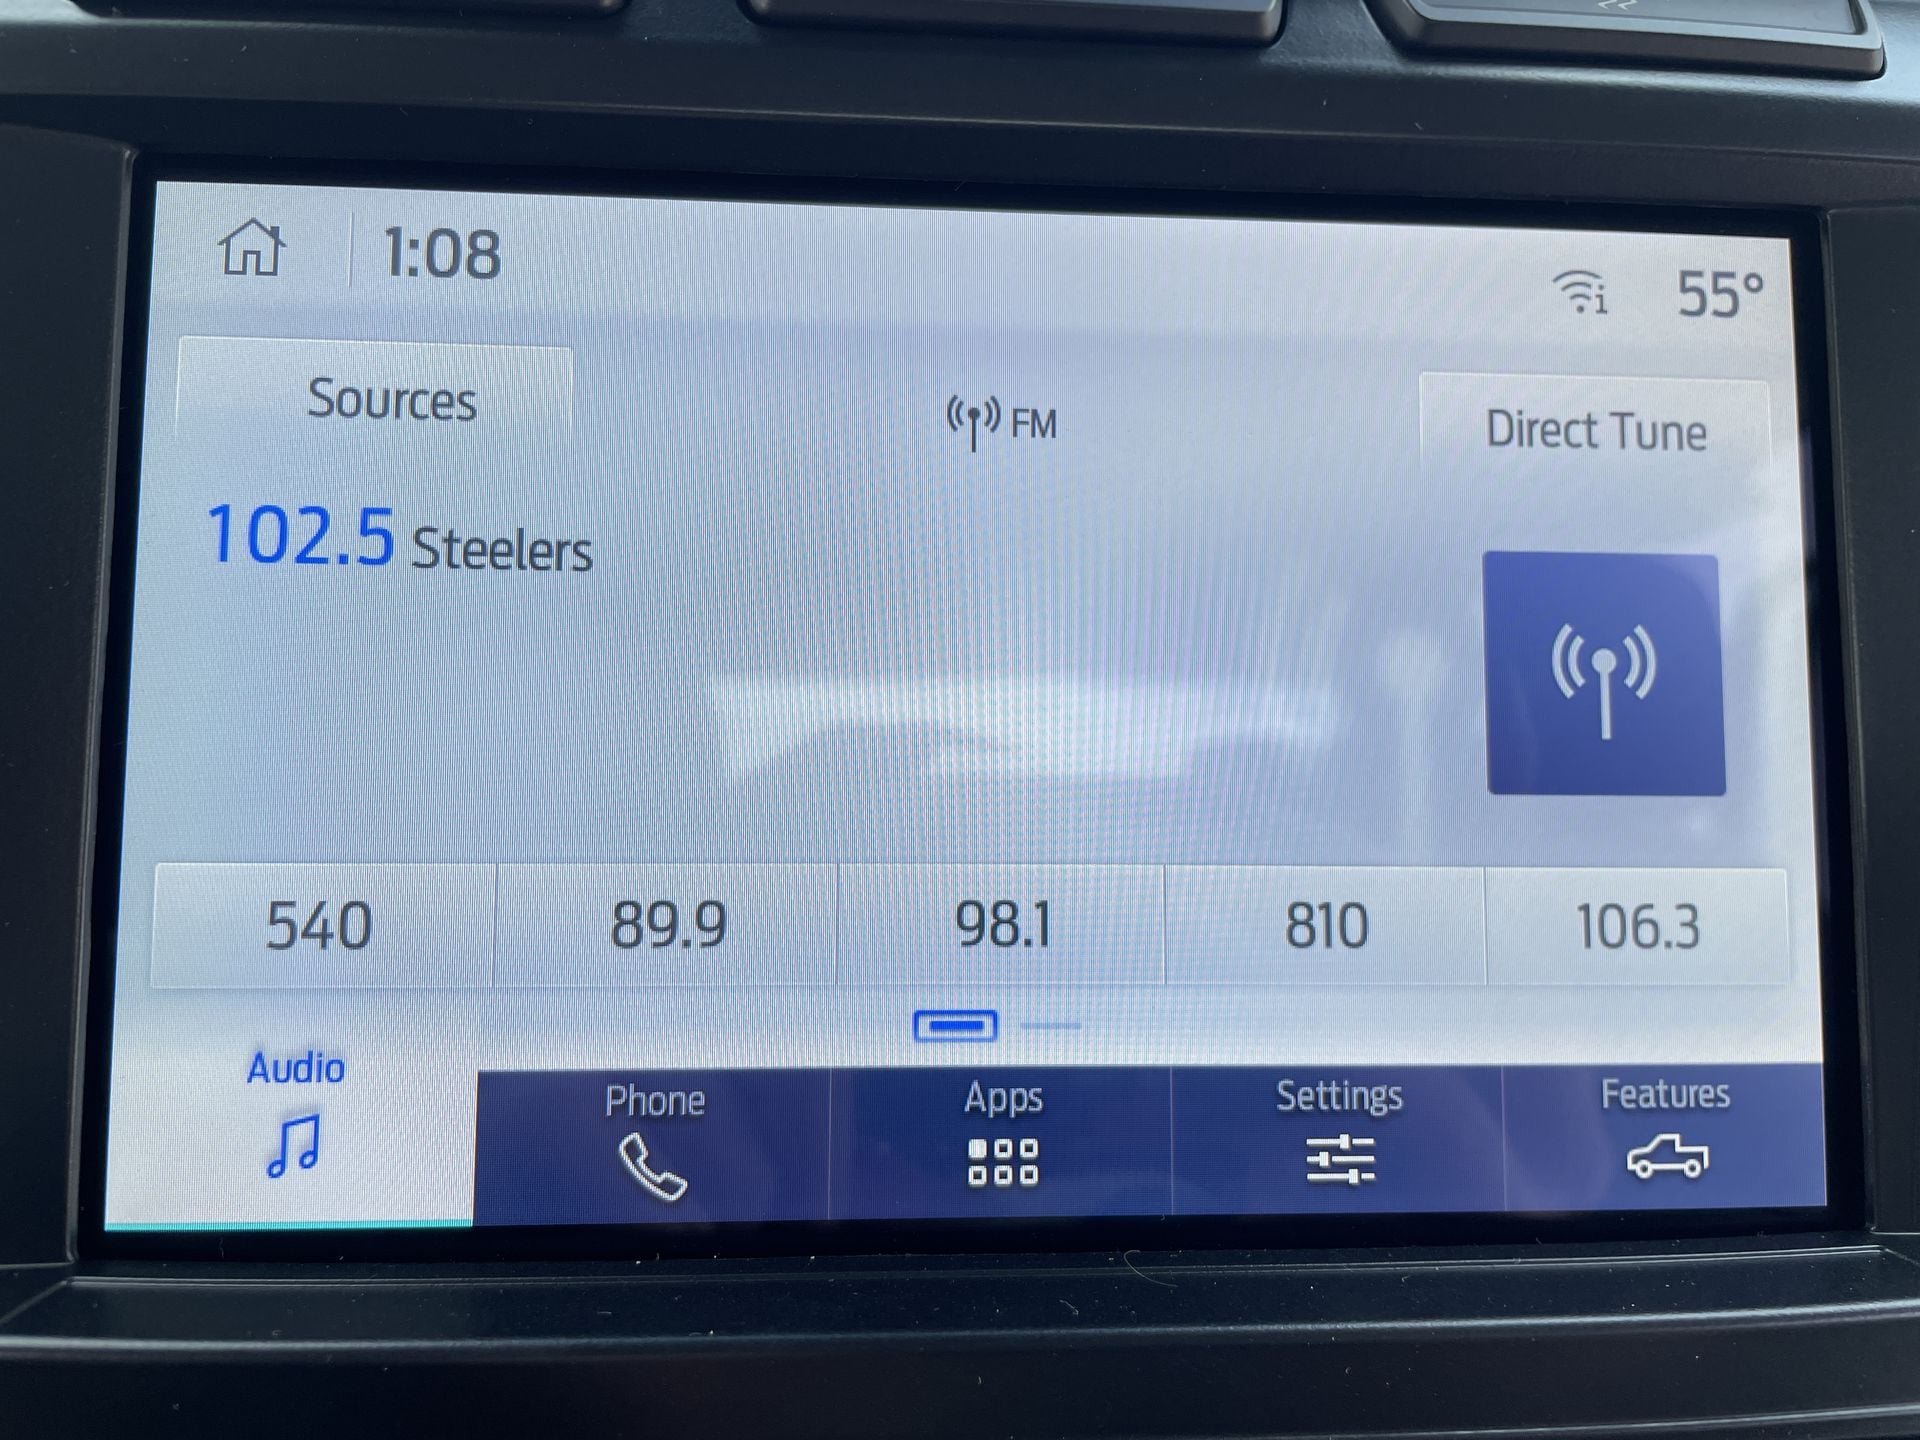 1:08
55°
Sources
FM
Direct Tune
102.5 Steelers
540 89.9 98.1 810 106.3
Audio Phone Apps Settings Features